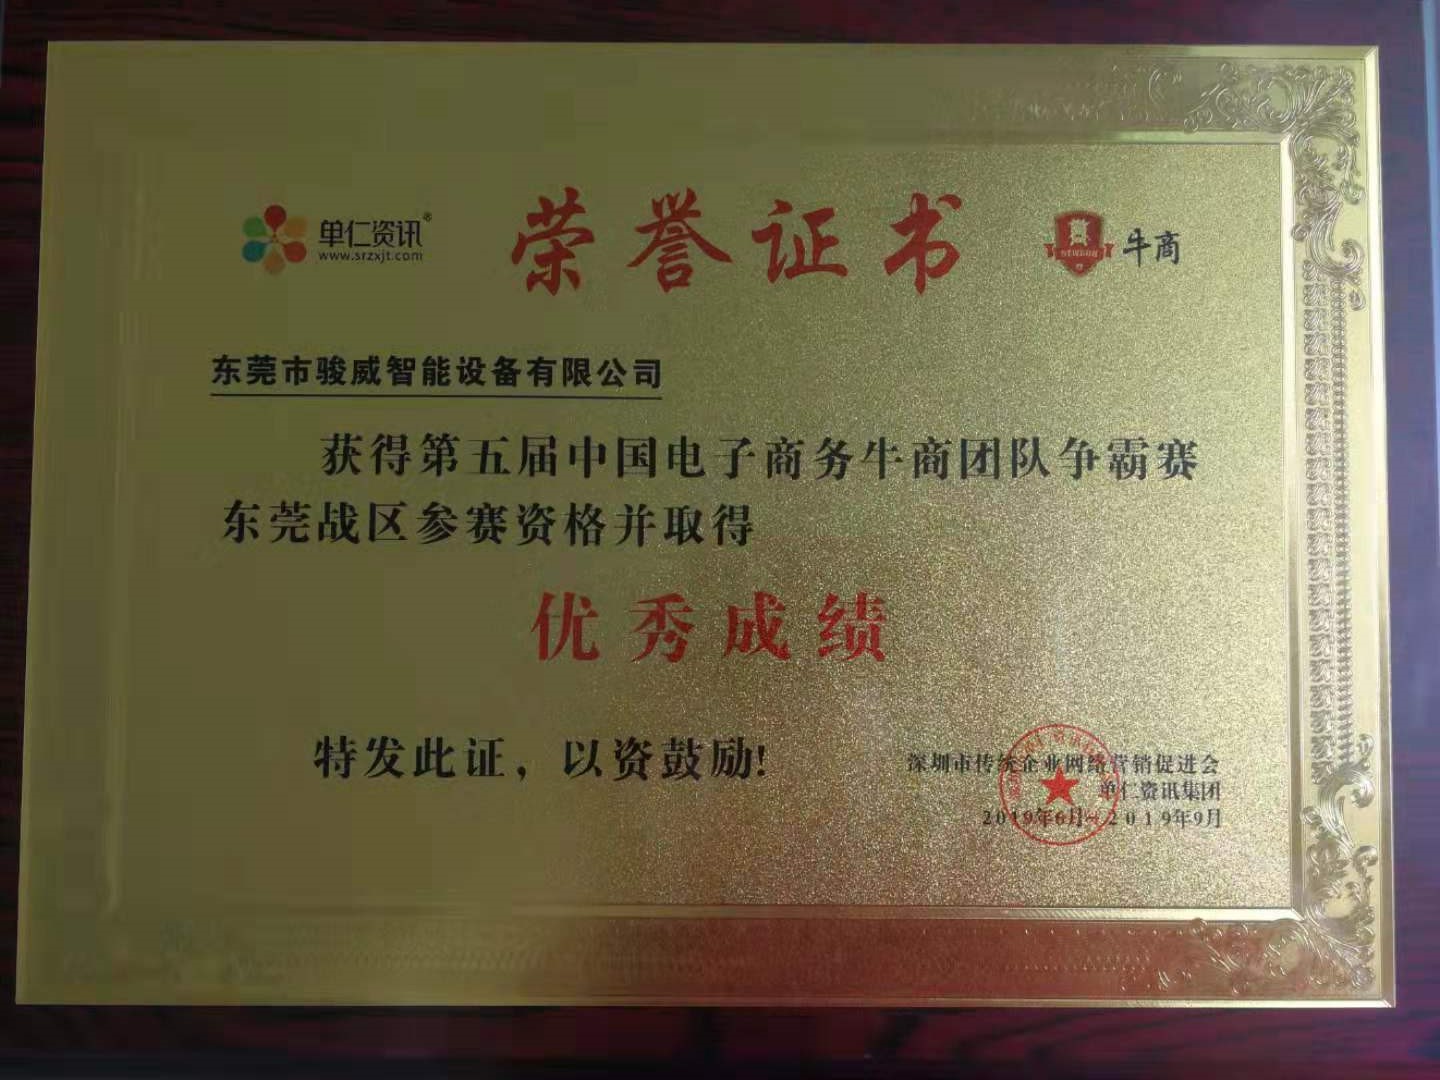 单仁资讯®
www.srzxjt.com
荣誉证书
牛商
东莞市骏威智能设备有限公司
获得第五届中国电子商务牛商团队争霸赛
东莞战区参赛资格并取得
优秀成绩
特发此证，以资鼓励!
深圳市传统企业网络营销促进会
单仁资讯集团
2019年6月-2019年9月